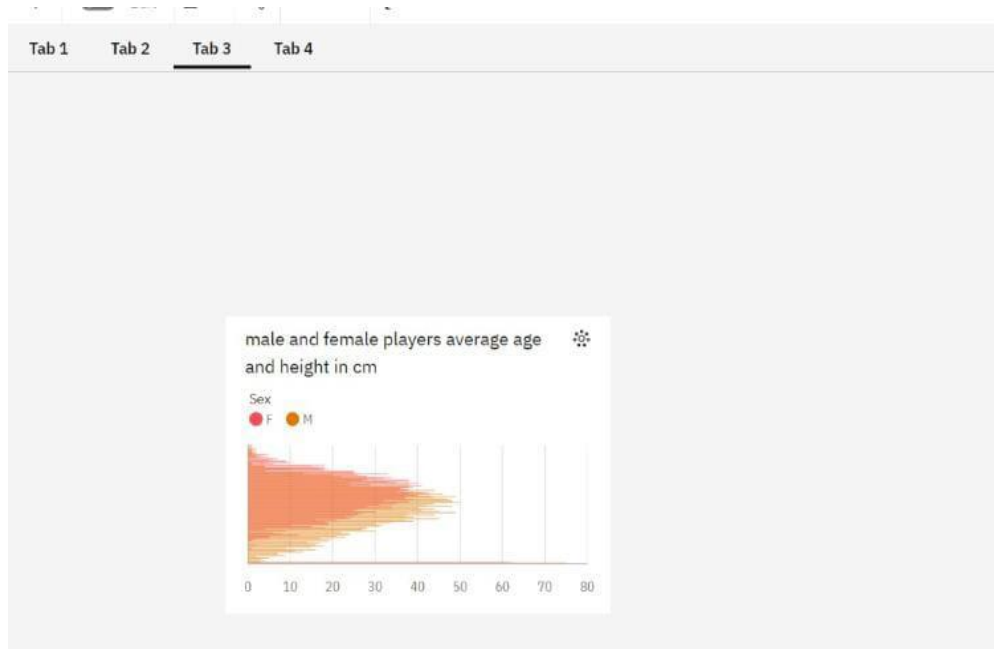 Tab 1 Tab 2 Tab 3 Tab 4
male and female players average age
and height in cm
Sex
F M
0 10 20 30 40 50 60 70 80